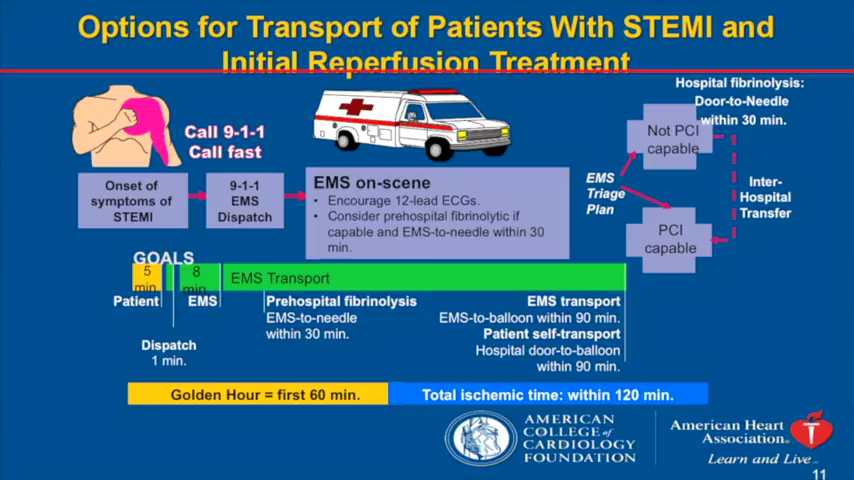 Options for Transport of Patients With STEMI and
Initial Reperfusion Treatment
Hospital fibrinolysis:
Door-to-Needle
within 30 min.
Call 9-1-1
Call fast
Not PCI
capable
EMS
Triage
Plan
Inter-
Hospital
Transfer
PCI
capable
Onset of
symptoms of
STEMI
9-1-1
EMS
Dispatch
EMS on-scene
• Encourage 12-lead ECGs.
• Consider prehospital fibrinolytic if
capable and EMS-to-needle within 30
min.
GOALS
5
min.
8
min.
EMS Transport
Patient
EMS
Dispatch
1 min.
Prehospital fibrinolysis
EMS-to-needle
within 30 min.
EMS transport
EMS-to-balloon within 90 min.
Patient self-transport
Hospital door-to-balloon
within 90 min.
Golden Hour = first 60 min.
Total ischemic time: within 120 min.
AMERICAN
COLLEGE of
CARDIOLOGY
FOUNDATION
American Heart
Association®
Learn and Live
11